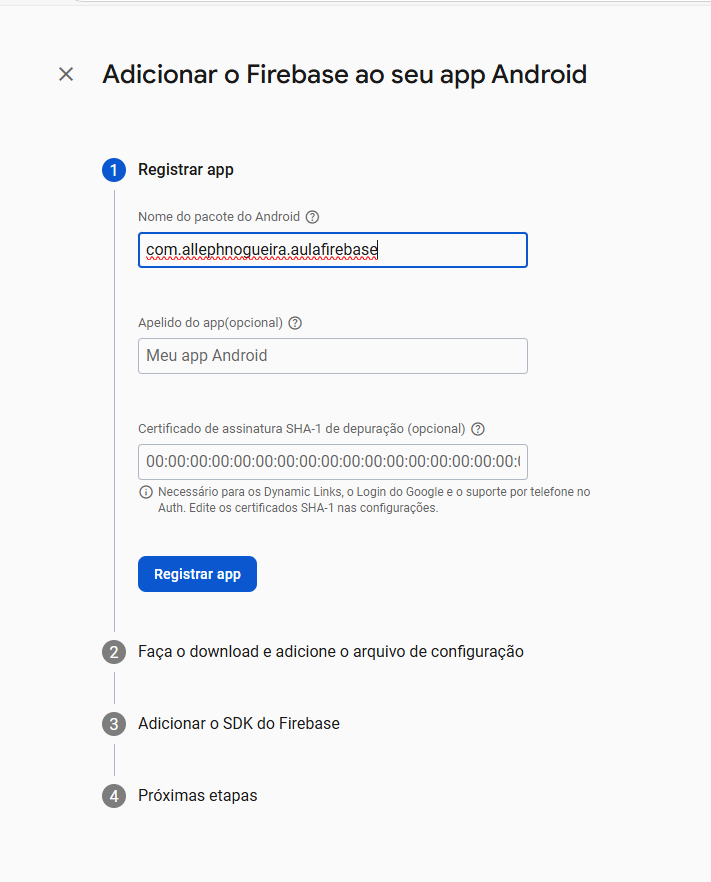 Adicionar o Firebase ao seu app Android
1 Registrar app
Nome do pacote do Android ?
com.allephnogueira.aulafirebase
Apelido do app(opcional) ?
Meu app Android
Certificado de assinatura SHA-1 de depuração (opcional) ?
00:00:00:00:00:00:00:00:00:00:00:00:00:00:00:00:00:
Necessário para os Dynamic Links, o Login do Google e o suporte por telefone no
Auth. Edite os certificados SHA-1 nas configurações.
Registrar app
2 Faça o download e adicione o arquivo de configuração
3 Adicionar o SDK do Firebase
4 Próximas etapas